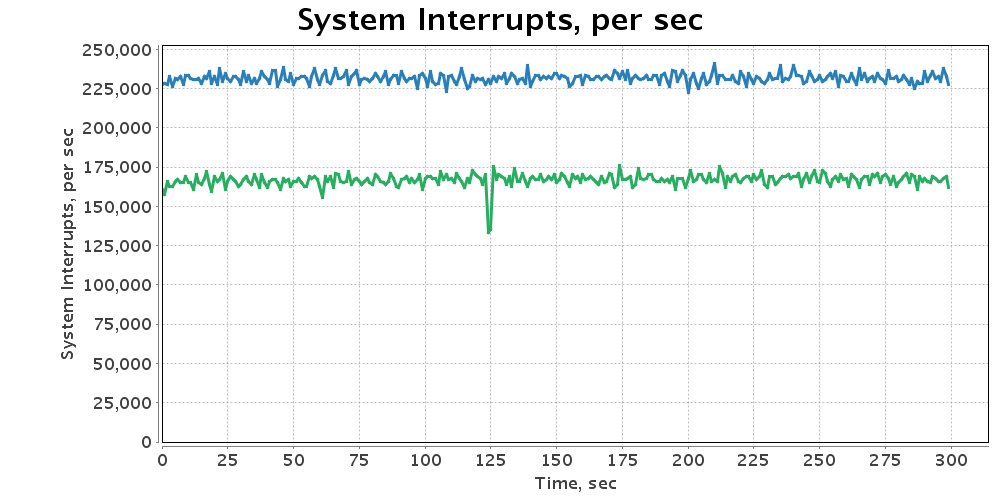 System Interrupts, per sec
System Interrupts, per sec
250,000
225,000
200,000
175,000
150,000
125,000
100,000
75,000
50,000
25,000
0
0 25 50 75 100 125 150 175 200 225 250 275 300
Time, sec